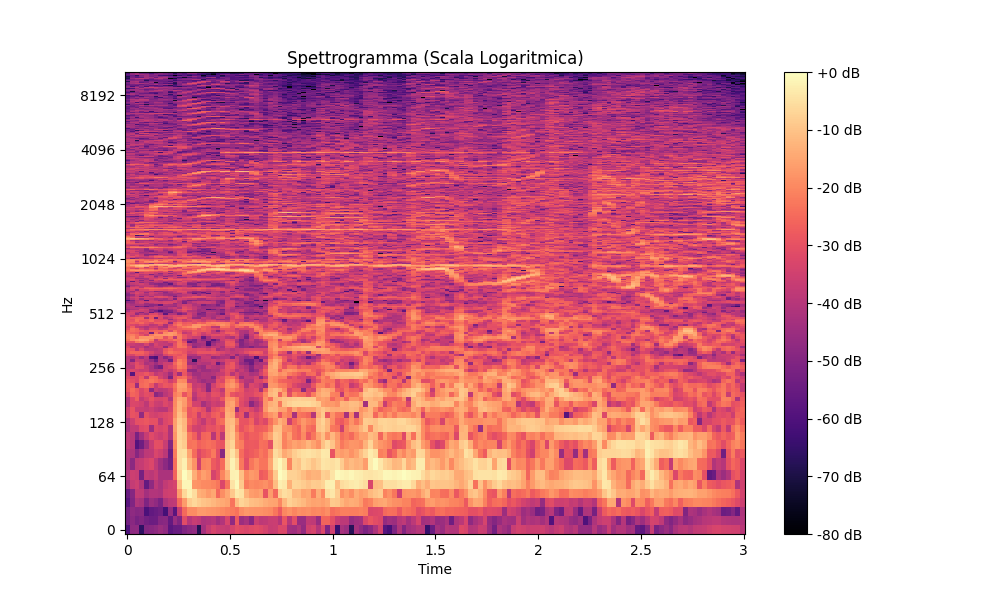 Spettrogramma (Scala Logaritmica)
8192
4096
2048
1024
512
256
128
64
0
Hz
0
0.5
1
1.5
2
2.5
3
Time
+0 dB
-10 dB
-20 dB
-30 dB
-40 dB
-50 dB
-60 dB
-70 dB
-80 dB